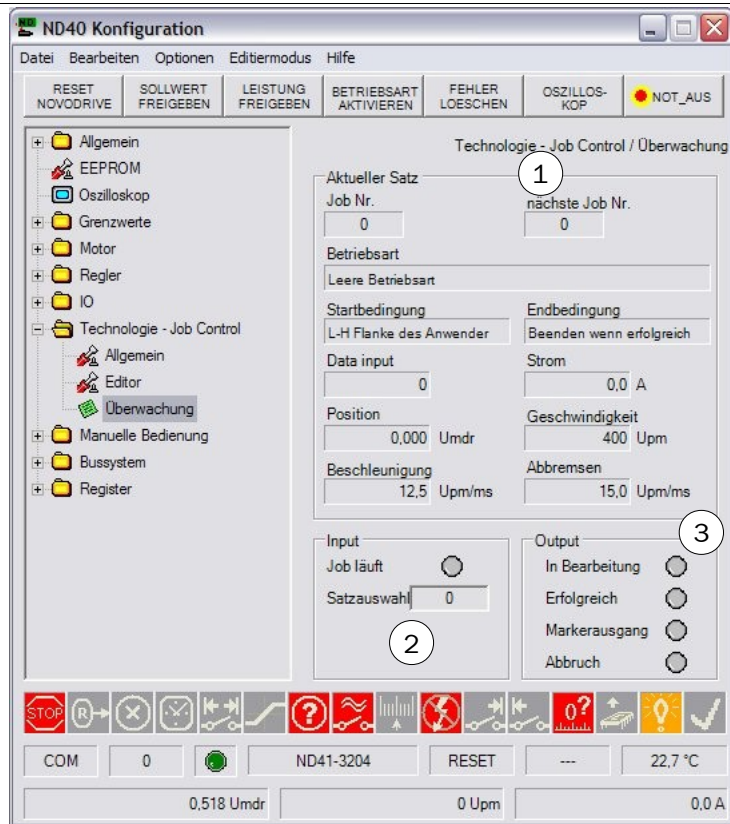 ND40 Konfiguration
Datei Bearbeiten Optionen Editiermodus Hilfe
RESET NOVODRIVE
SOLLWERT FREIGEBEN
LEISTUNG FREIGEBEN
BETRIEBSART AKTIVIEREN
FEHLER LOESCHEN
OSZILLOS-KOP
NOT_AUS
Allgemein
EEPROM
Oszilloskop
Grenzwerte
Motor
Regler
IO
Technologie - Job Control
Allgemein
Editor
Überwachung
Manuelle Bedienung
Bussystem
Register
Technologie - Job Control / Überwachung
1
Aktueller Satz
Job Nr. nächste Job Nr.
0 0
Betriebsart
Leere Betriebsart
Startbedingung Endbedingung
L-H Flanke des Anwender Beenden wenn erfolgreich
Data input Strom
0 0,0 A
Position Geschwindigkeit
0,000 Umdr 400 Upm
Beschleunigung Abbremsen
12,5 Upm/ms 15,0 Upm/ms
Input
Job läuft
Satzauswahl 0
2
Output
3
In Bearbeitung
Erfolgreich
Markerausgang
Abbruch
STOP R ? 0?
COM 0 ND41-3204 RESET --- 22,7 °C
0,518 Umdr 0 Upm 0,0 A